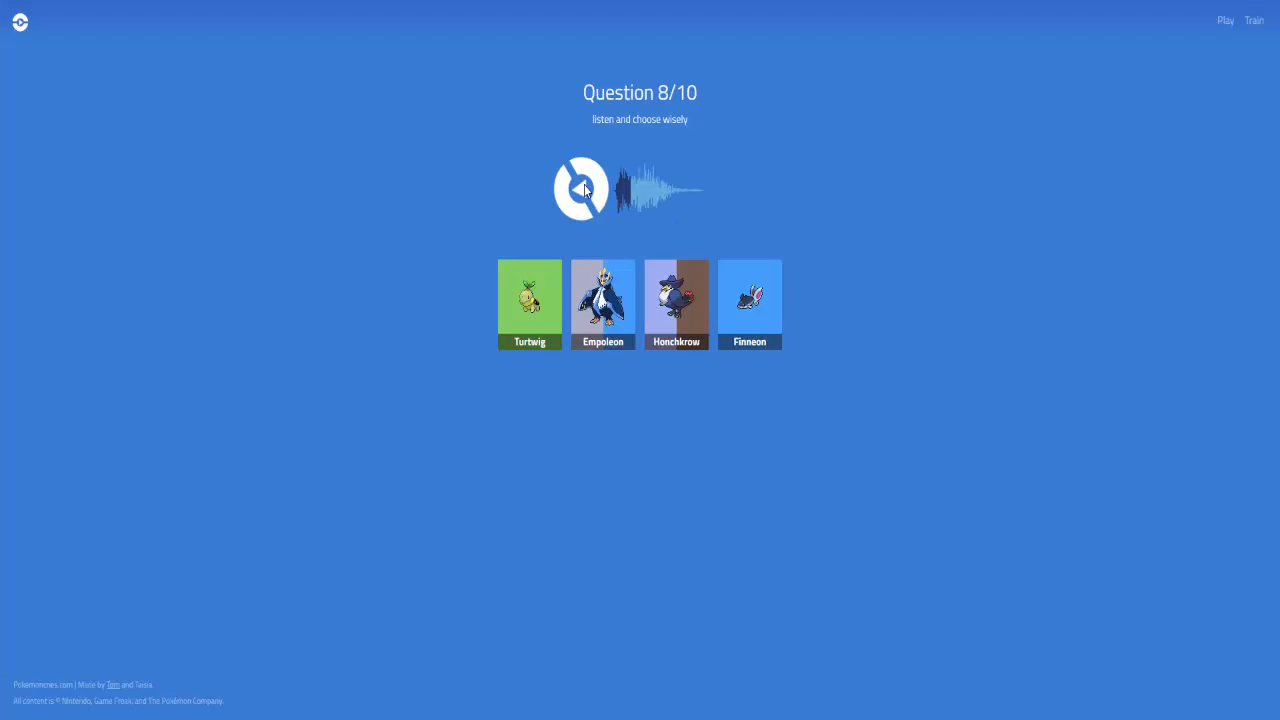 Play Train
Question 8/10
listen and choose wisely
Turtwig Empoleon Honchkrow Finneon
Pokemoncries.com | Made by Tom and Taisia.
All content is © Nintendo, Game Freak and The Pokémon Company.